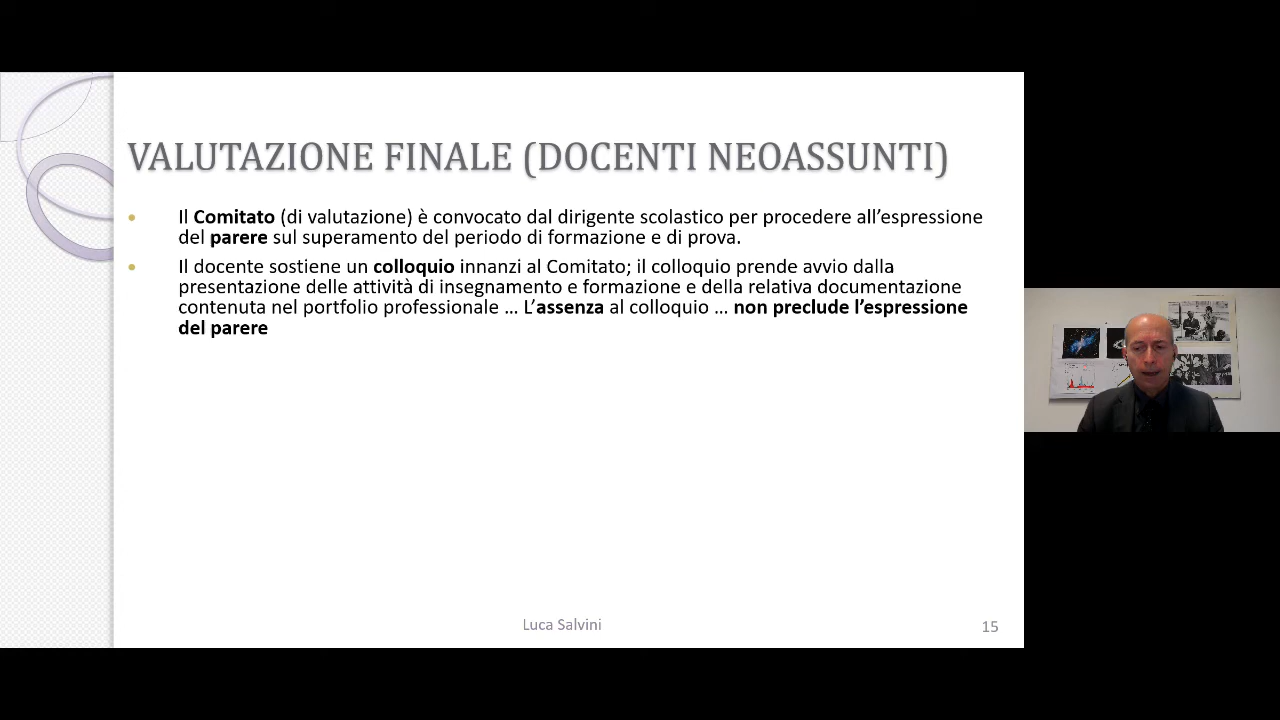 VALUTAZIONE FINALE (DOCENTI NEOASSUNTI)
• Il Comitato (di valutazione) è convocato dal dirigente scolastico per procedere all’espressione
del parere sul superamento del periodo di formazione e di prova.
• Il docente sostiene un colloquio innanzi al Comitato; il colloquio prende avvio dalla
presentazione delle attività di insegnamento e formazione e della relativa documentazione
contenuta nel portfolio professionale … L’assenza al colloquio … non preclude l’espressione
del parere
Luca Salvini
15